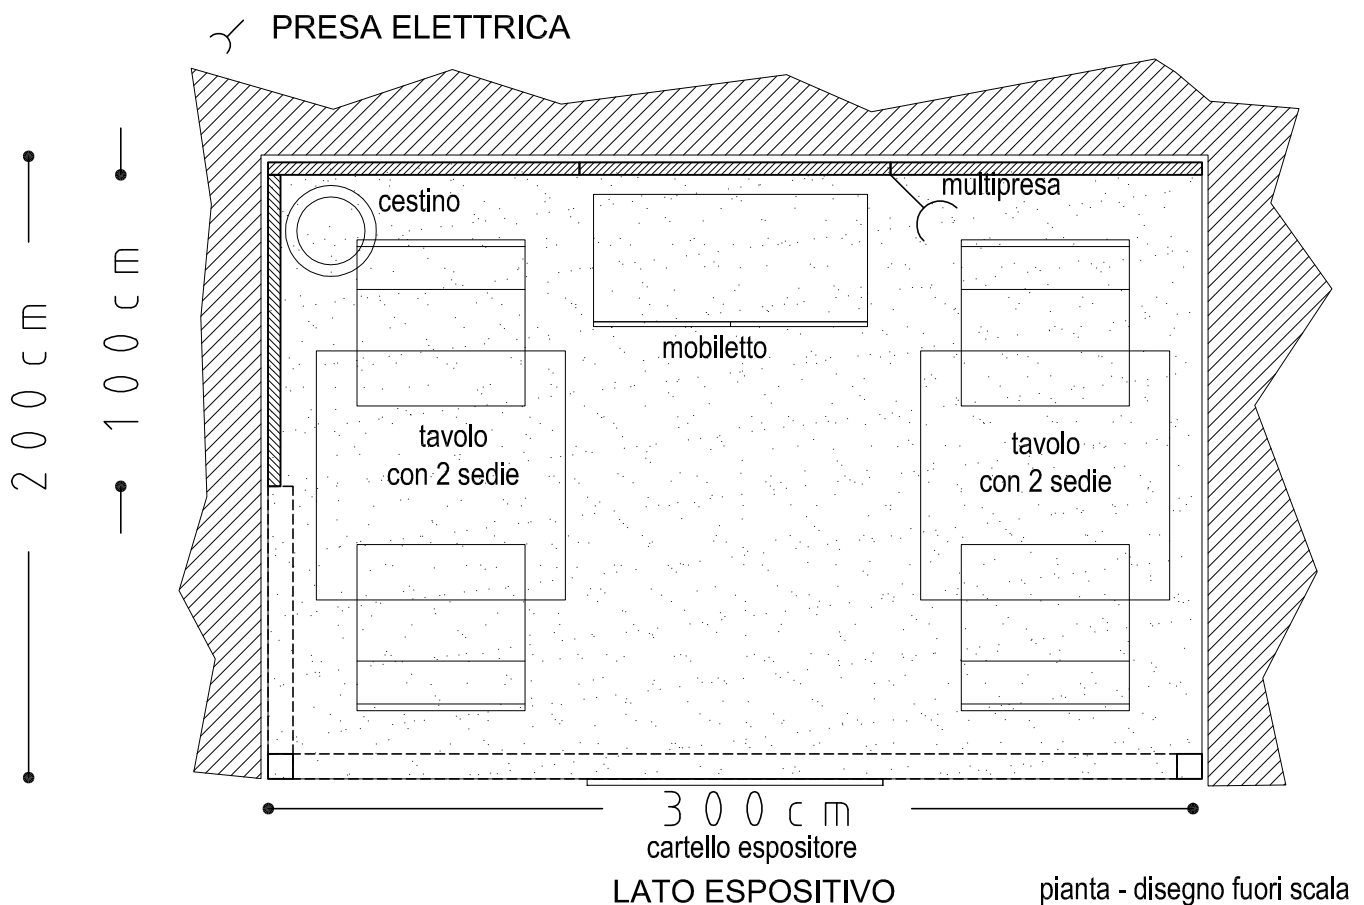 PRESA ELETTRICA
multipresa
cestino
mobiletto
200cm
100cm
tavolo
con 2 sedie
tavolo
con 2 sedie
300cm
cartello espositore
LATO ESPOSITIVO
pianta - disegno fuori scala